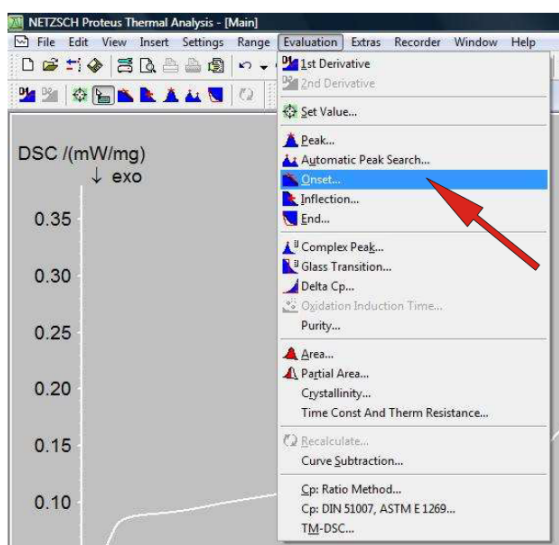 NETZSCH Proteus Thermal Analysis - [Main]
File Edit View Insert Settings Range Evaluation Extras Recorder Window Help
1st Derivative
2nd Derivative
Set Value...
Peak...
Automatic Peak Search...
Onset...
Inflection...
End...
Complex Peak...
Glass Transition...
Delta Cp...
Oxidation Induction Time...
Purity...
Area...
Partial Area...
Crystallinity...
Time Const And Therm Resistance...
Recalculate...
Curve Subtraction...
Cp: Ratio Method...
Cp: DIN 51007, ASTM E 1269...
TM-DSC...
DSC /(mW/mg)
↓ exo
0.35
0.30
0.25
0.20
0.15
0.10